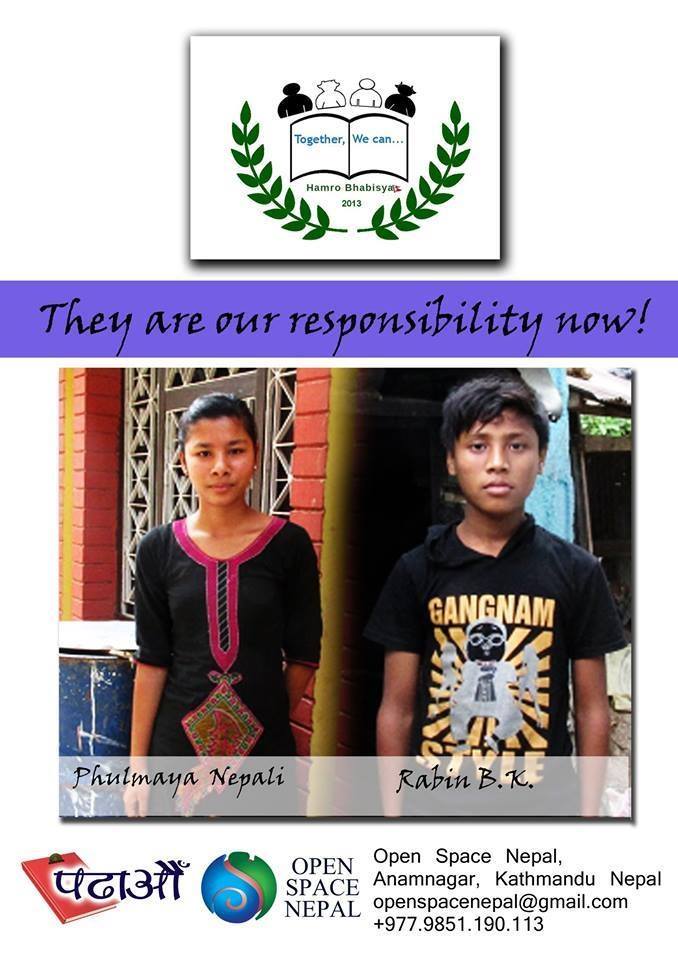 Together, We can...
Hamro Bhabisya
2013
They are our responsibility now!
GANGNAM
STYLE
Phulmaya Nepali
Rabin B.K.
पढाऔँ
OPEN
SPACE
NEPAL
Open Space Nepal,
Anamnagar, Kathmandu Nepal
openspacenepal@gmail.com
+977.9851.190.113